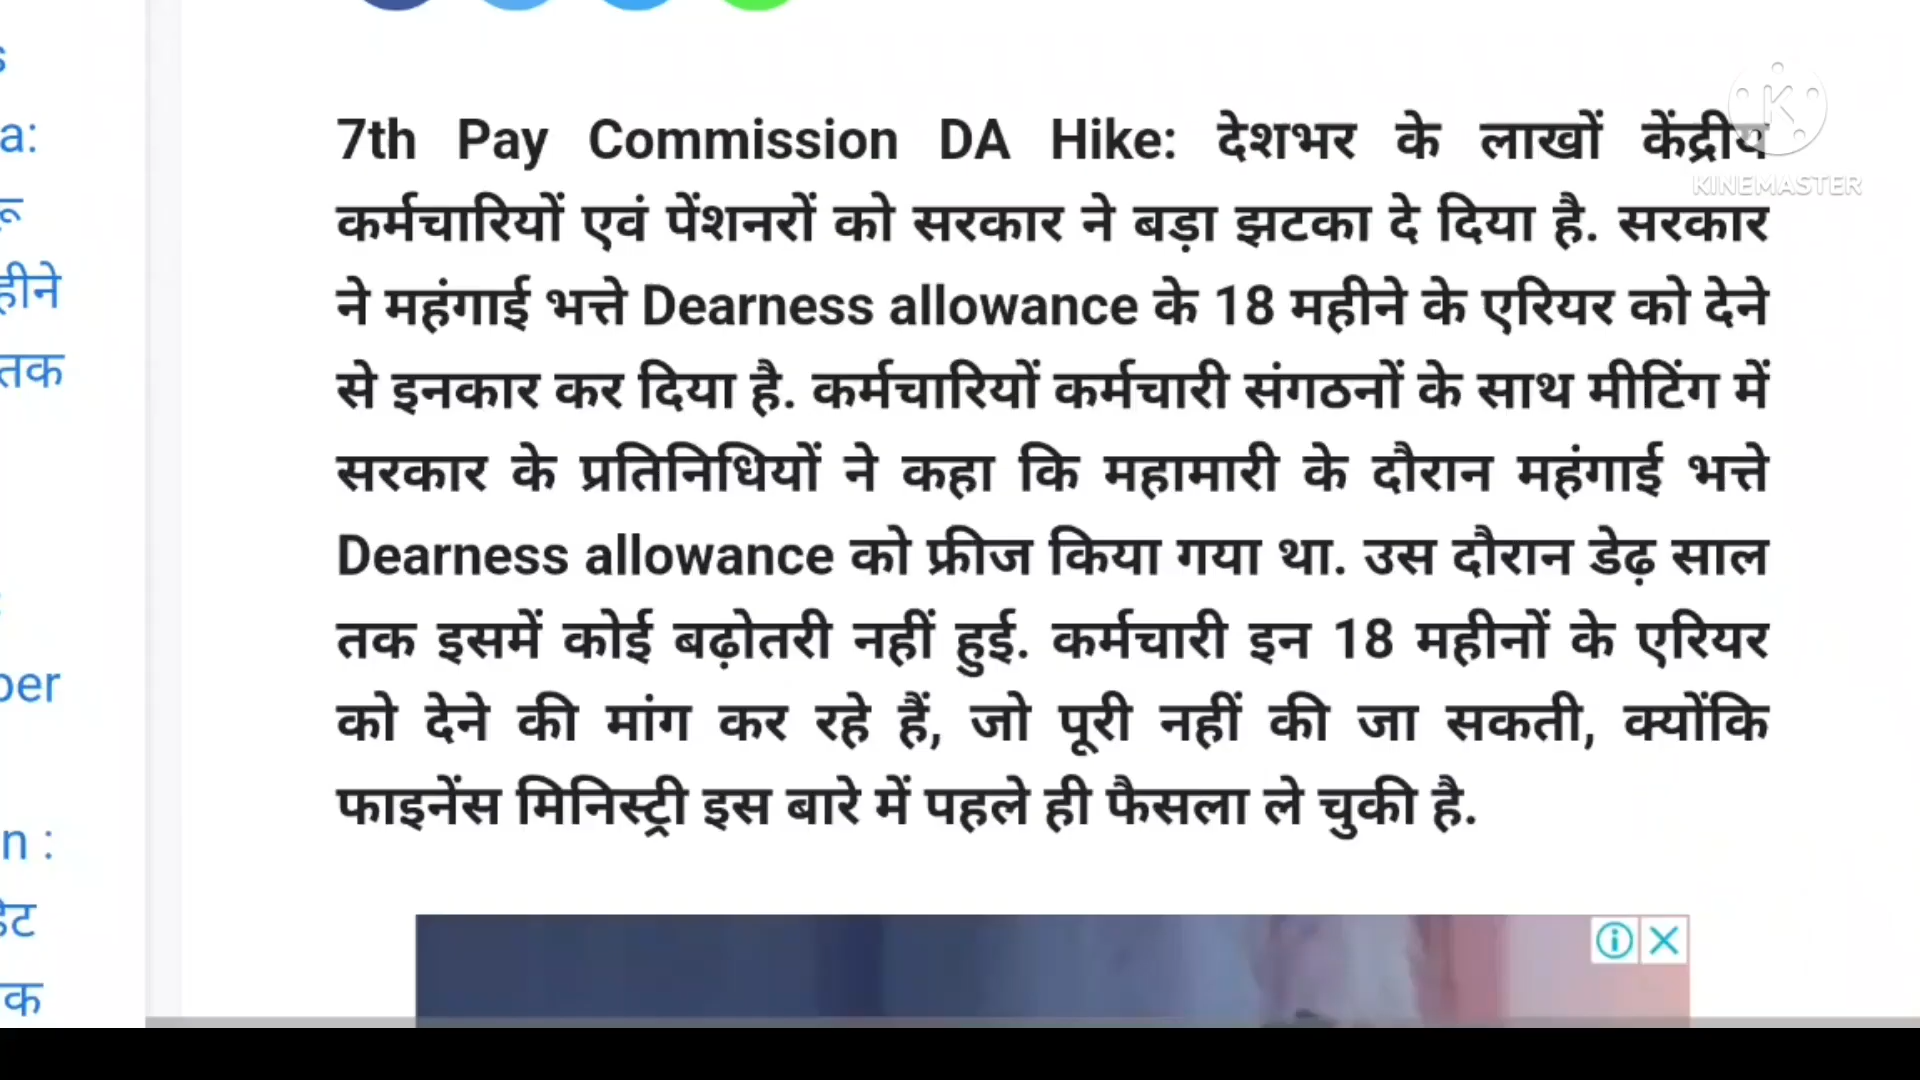 7th Pay Commission DA Hike: देशभर के लाखों केंद्रीय
कर्मचारियों एवं पेंशनरों को सरकार ने बड़ा झटका दे दिया है. सरकार
ने महंगाई भत्ते Dearness allowance के 18 महीने के एरियर को देने
से इनकार कर दिया है. कर्मचारियों कर्मचारी संगठनों के साथ मीटिंग में
सरकार के प्रतिनिधियों ने कहा कि महामारी के दौरान महंगाई भत्ते
Dearness allowance को फ्रीज किया गया था. उस दौरान डेढ़ साल
तक इसमें कोई बढ़ोतरी नहीं हुई. कर्मचारी इन 18 महीनों के एरियर
को देने की मांग कर रहे हैं, जो पूरी नहीं की जा सकती, क्योंकि
फाइनेंस मिनिस्ट्री इस बारे में पहले ही फैसला ले चुकी है.
K
KINEMASTER
a:
हीने
तक
n :